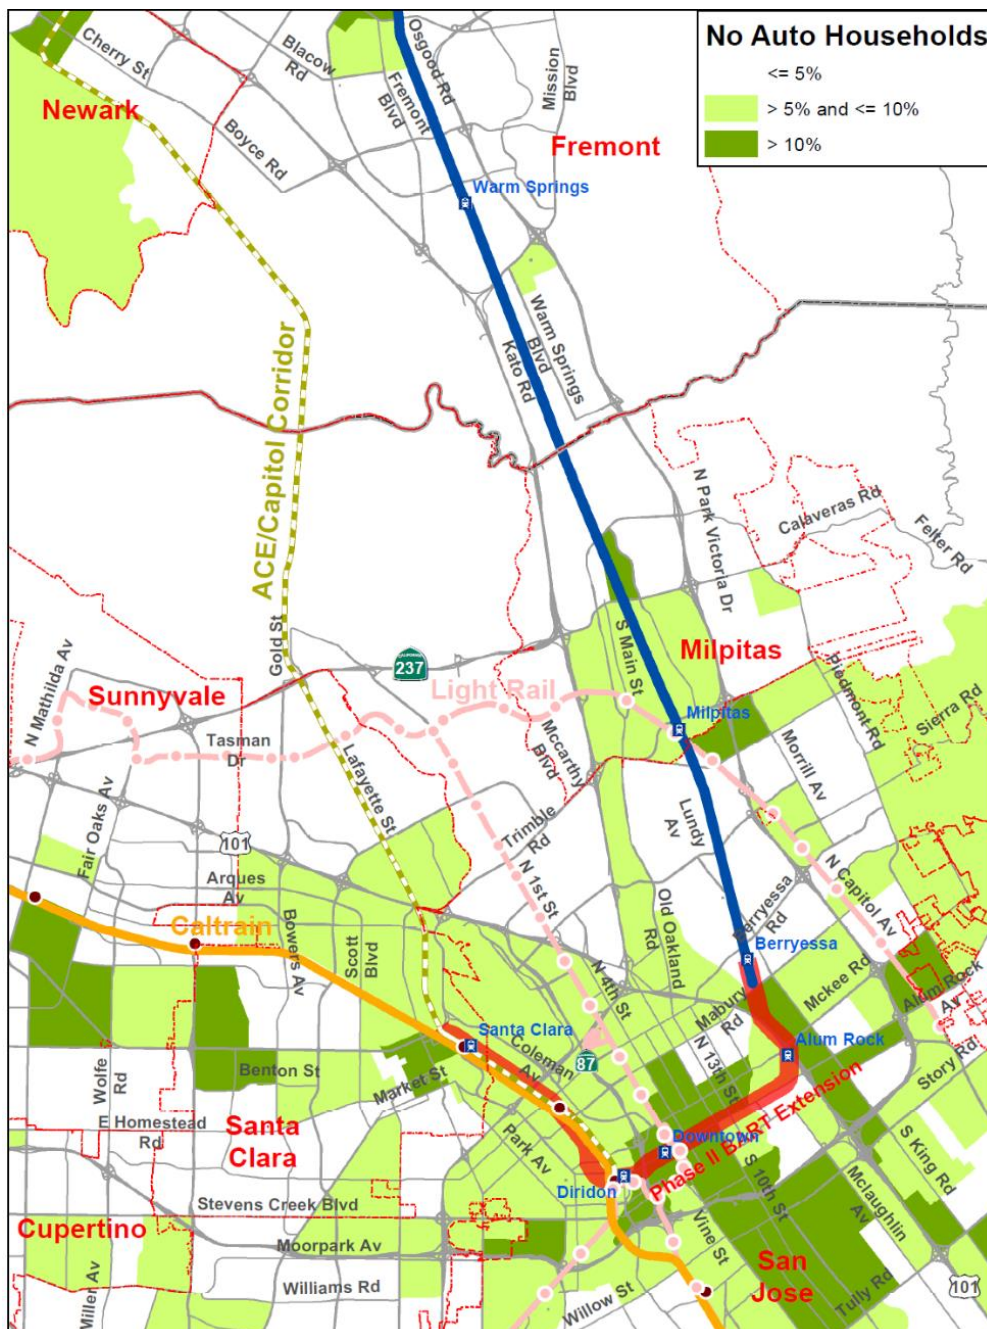 No Auto Households
<= 5%
> 5% and <= 10%
> 10%
Cherry St
Blacow
Rd
Osgood Rd
Fremont
Blvd
Mission
Blvd
Newark
Boyce Rd
Fremont
Warm Springs
Warm Springs
Blvd
Kato Rd
ACE/Capitol Corridor
N Park Victoria Dr
Calaveras Rd
Felter Rd
Gold St
S Main St
CALIFORNIA
237
Milpitas
N Mathilda Av
Sunnyvale
Light Rail
Piedmont Rd
Sierra Rd
Milpitas
Tasman
Dr
Mccarthy
Blvd
Morrill Av
Lafayette St
Lundy
Av
Trimble
Rd
Fair Oaks Av
101
N 1st St
N Capitol Av
Arques
Av
Old Oakland
Rd
Berryessa
Rd
Caltrain
Bowers Av
Scott
Blvd
Berryessa
N 4th St
Mabury
Rd
Mckee Rd
Alum Rock
Av
Santa Clara
Coleman
Av
87
N 13th St
Alum Rock
Story Rd
Wolfe
Rd
Benton St
Market St
E Homestead
Rd
Santa
Clara
Park Av
Downtown
Phase II BART Extension
S King Rd
Diridon
S 10th St
Mclaughlin
Av
Stevens Creek Blvd
Cupertino
Moorpark Av
Vine St
San
Jose
Miller Av
Williams Rd
Willow St
Tully Rd
101